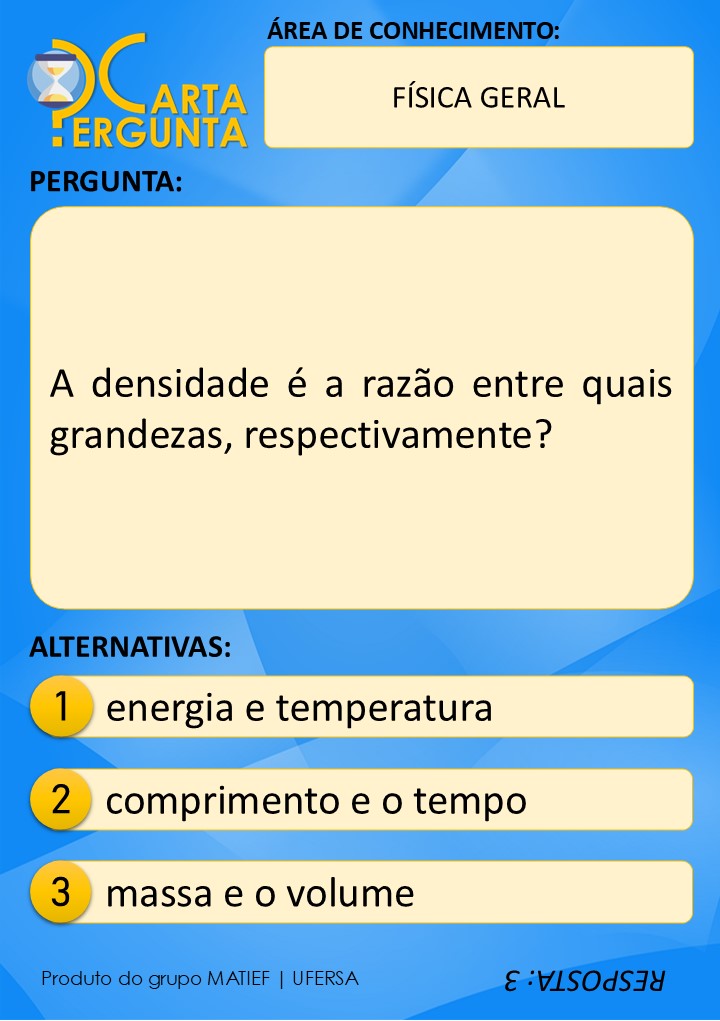 CARTA
PERGUNTA
ÁREA DE CONHECIMENTO:
FÍSICA GERAL
PERGUNTA:
A densidade é a razão entre quais
grandezas, respectivamente?
ALTERNATIVAS:
1 energia e temperatura
2 comprimento e o tempo
3 massa e o volume
Produto do grupo MATIEF | UFERSA
RESPOSTA: 3